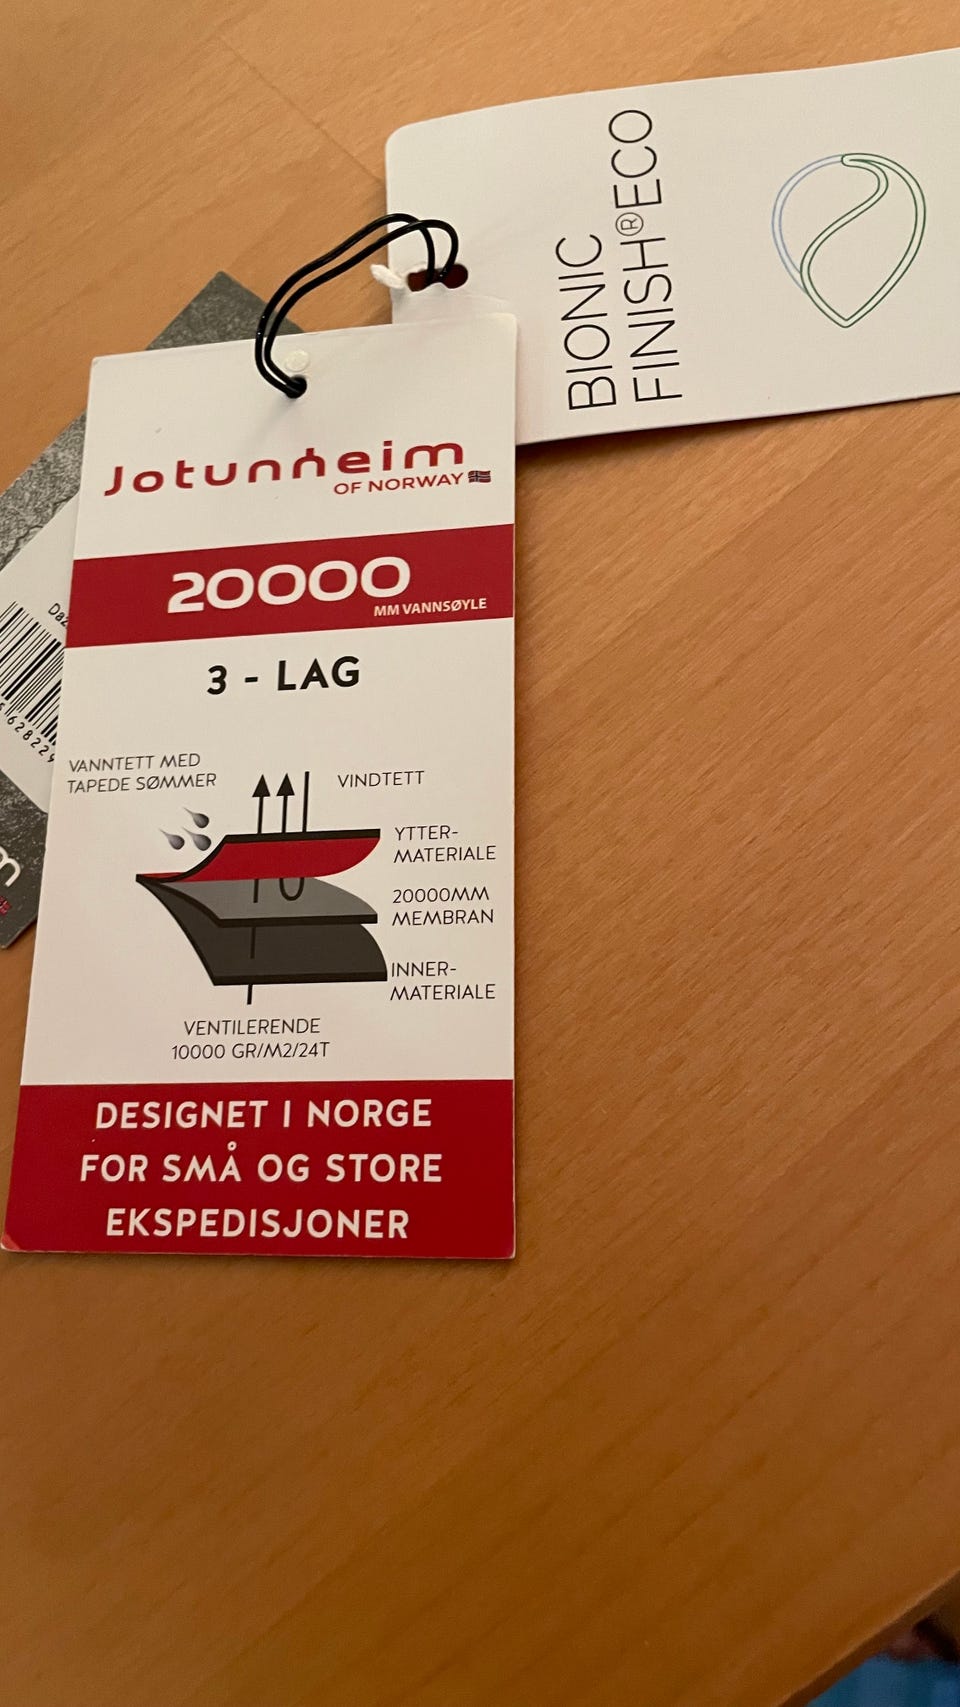 BIONIC
FINISH®ECO
Jotunheim
OF NORWAY
20000
MM VANNSØYLE
3 - LAG
VANNTETT MED
TAPEDE SØMMER
VINDTETT
YTTER-
MATERIALE
20000MM
MEMBRAN
INNER-
MATERIALE
VENTILERENDE
10000 GR/M2/24T
DESIGNET I NORGE
FOR SMÅ OG STORE
EKSPEDISJONER